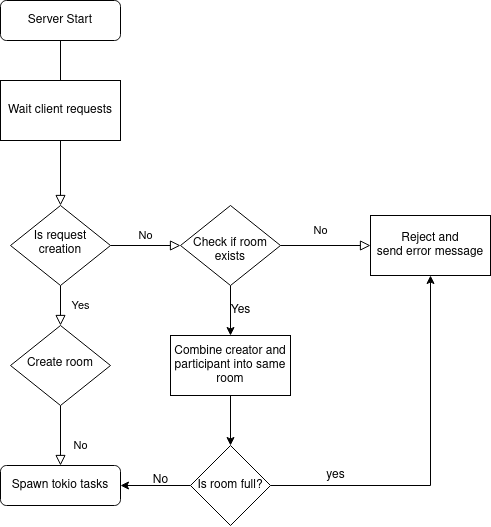 Server Start
Wait client requests
Is request
creation
No
Check if room
exists
No
Reject and
send error message
Yes
Yes
Create room
Combine creator and
participant into same
room
No
Spawn tokio tasks
No
Is room full?
yes